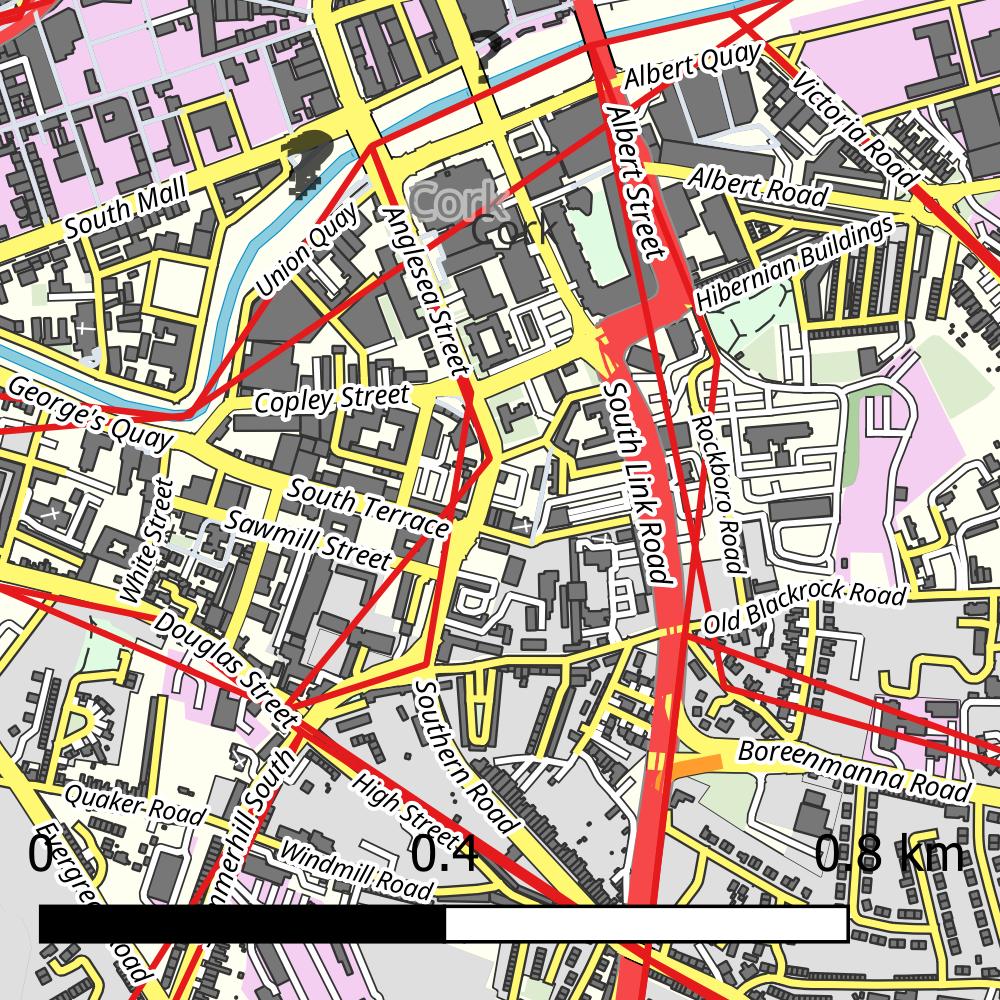 Albert Quay
Victoria Road
Albert Street
South Mall
Albert Road
Cork
Cork
Union Quay
Anglesea Street
Hibernian Buildings
George's Quay
Copley Street
South Link Road
Rockboro Road
South Terrace
Sawmill Street
White Street
Old Blackrock Road
Douglas Street
Southern Road
Boreenmanna Road
High Street
Quaker Road
Windmill Road
0
0.4
0.8 km